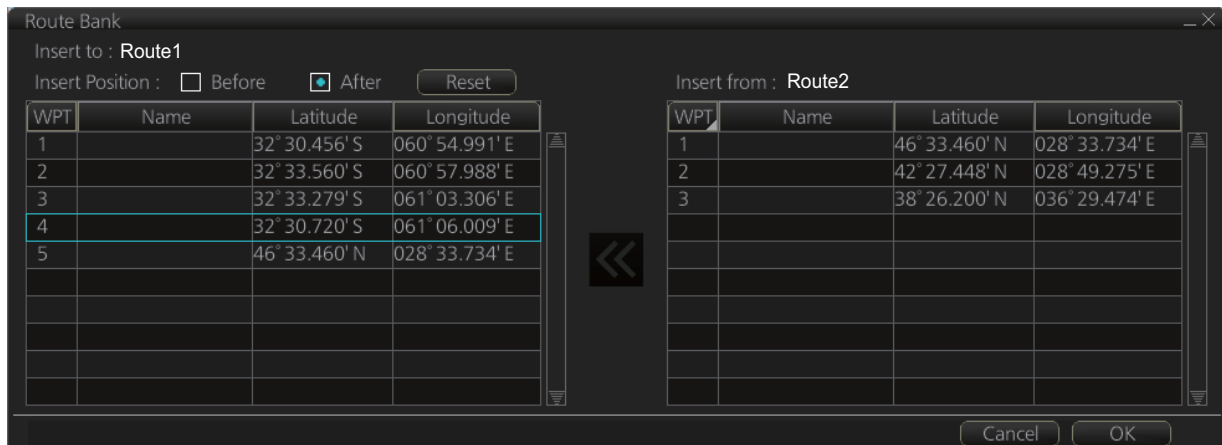 Route Bank
Insert to : Route1
Insert Position : Before After Reset
Insert from : Route2
WPT Name Latitude Longitude
1 32° 30.456' S 060° 54.991' E
2 32° 33.560' S 060° 57.988' E
3 32° 33.279' S 061° 03.306' E
4 32° 30.720' S 061° 06.009' E
5 46° 33.460' N 028° 33.734' E
WPT Name Latitude Longitude
1 46° 33.460' N 028° 33.734' E
2 42° 27.448' N 028° 49.275' E
3 38° 26.200' N 036° 29.474' E
Cancel OK